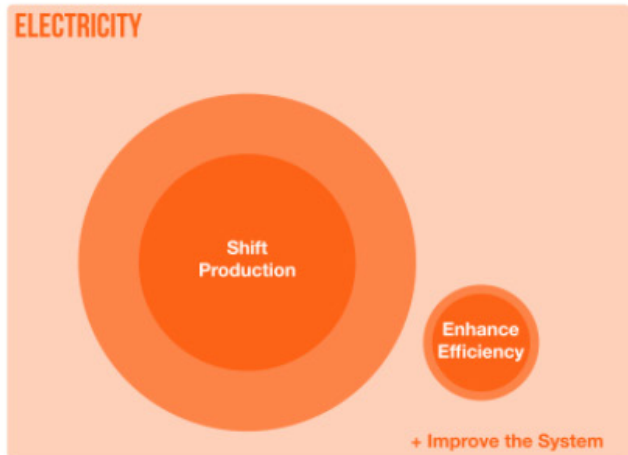 ELECTRICITY
Shift
Production
Enhance
Efficiency
+ Improve the System